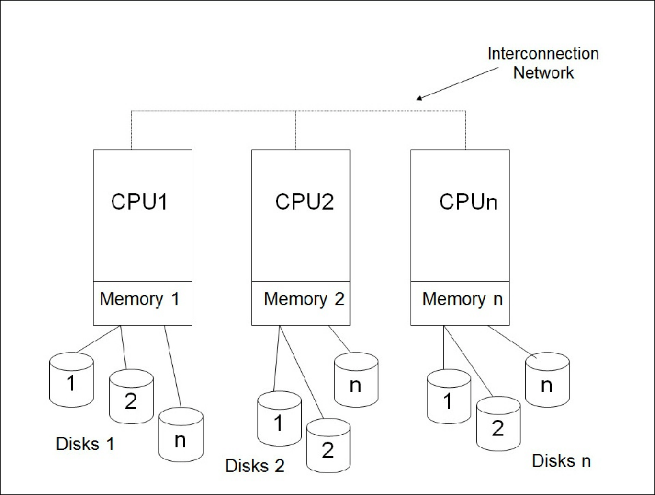 Interconnection
Network
CPU1
CPU2
CPUn
Memory 1
Memory 2
Memory n
1
2
n
Disks 1
1
2
n
Disks 2
1
2
n
Disks n